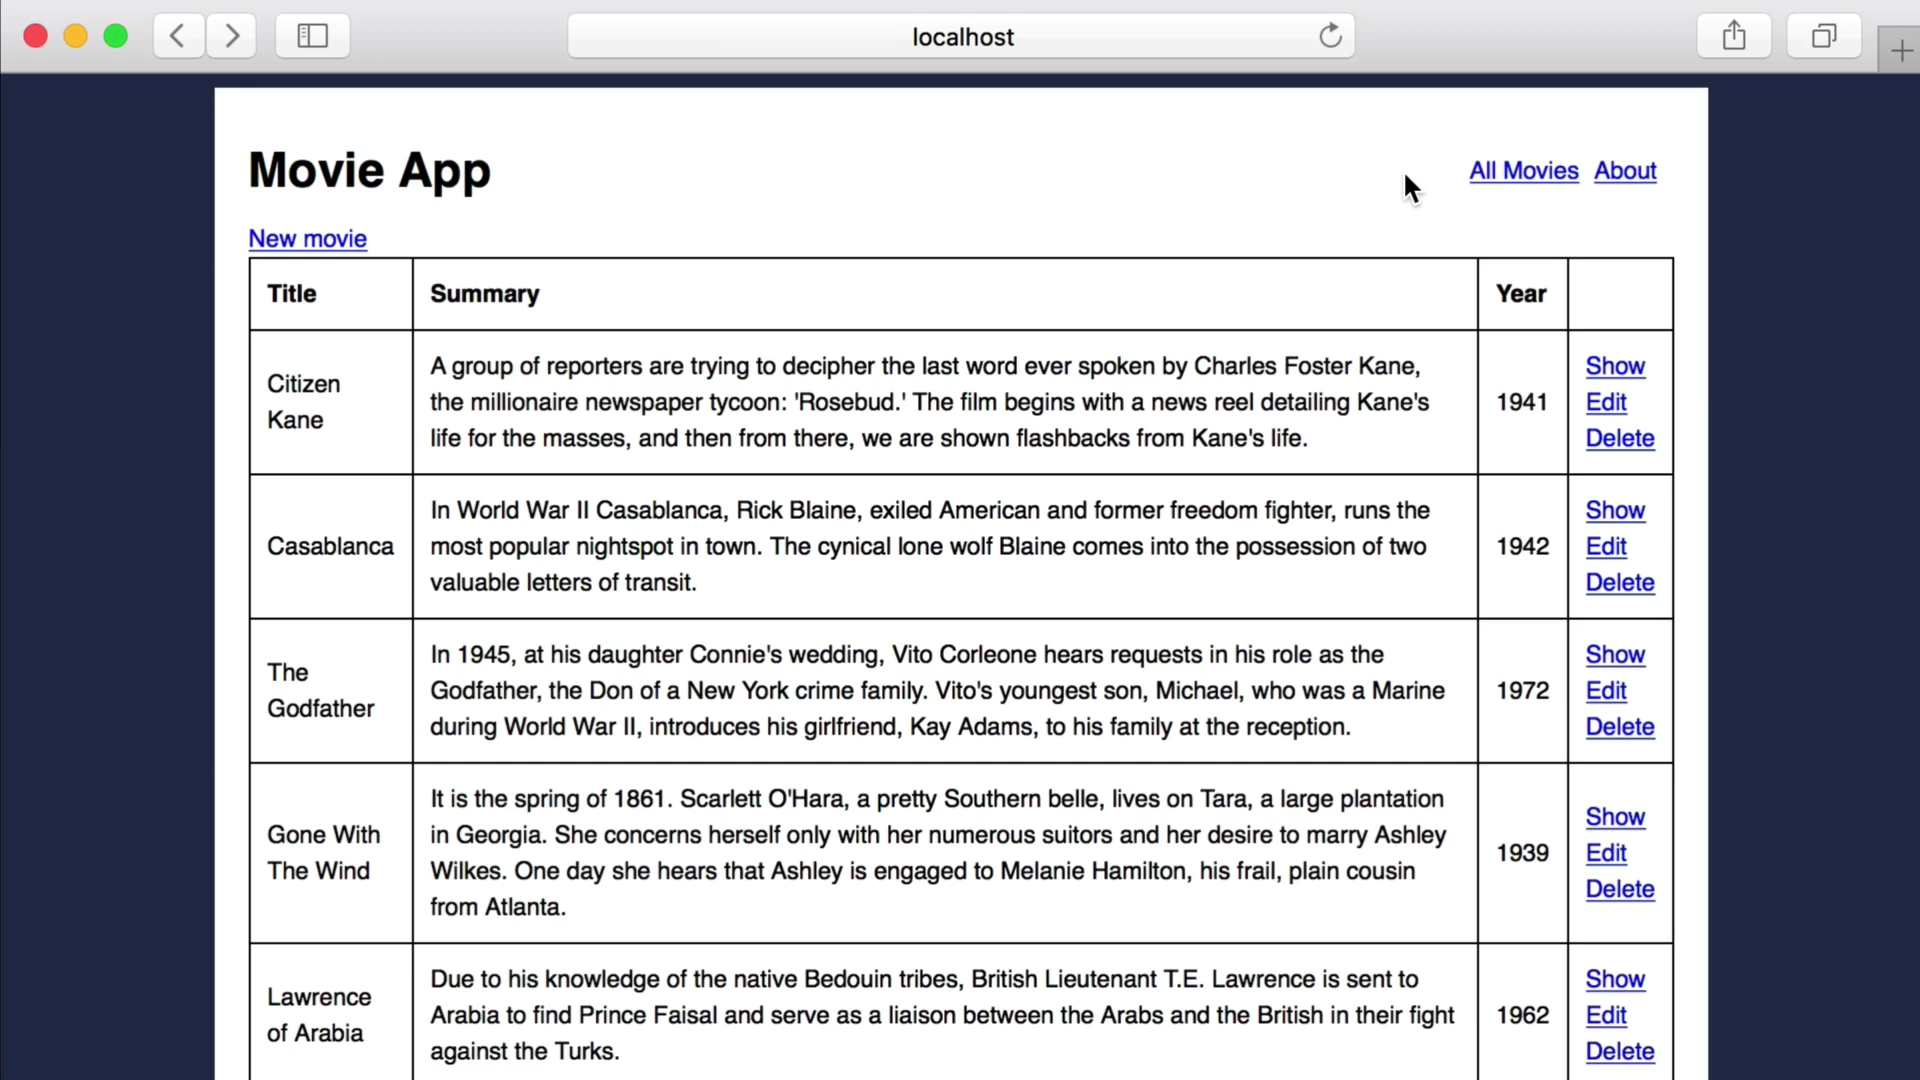 localhost
Movie App
All Movies About
New movie
Title Summary Year
Citizen
Kane
A group of reporters are trying to decipher the last word ever spoken by Charles Foster Kane,
the millionaire newspaper tycoon: 'Rosebud.' The film begins with a news reel detailing Kane's
life for the masses, and then from there, we are shown flashbacks from Kane's life.
1941
Show
Edit
Delete
Casablanca
In World War II Casablanca, Rick Blaine, exiled American and former freedom fighter, runs the
most popular nightspot in town. The cynical lone wolf Blaine comes into the possession of two
valuable letters of transit.
1942
Show
Edit
Delete
The
Godfather
In 1945, at his daughter Connie's wedding, Vito Corleone hears requests in his role as the
Godfather, the Don of a New York crime family. Vito's youngest son, Michael, who was a Marine
during World War II, introduces his girlfriend, Kay Adams, to his family at the reception.
1972
Show
Edit
Delete
Gone With
The Wind
It is the spring of 1861. Scarlett O'Hara, a pretty Southern belle, lives on Tara, a large plantation
in Georgia. She concerns herself only with her numerous suitors and her desire to marry Ashley
Wilkes. One day she hears that Ashley is engaged to Melanie Hamilton, his frail, plain cousin
from Atlanta.
1939
Show
Edit
Delete
Lawrence
of Arabia
Due to his knowledge of the native Bedouin tribes, British Lieutenant T.E. Lawrence is sent to
Arabia to find Prince Faisal and serve as a liaison between the Arabs and the British in their fight
against the Turks.
1962
Show
Edit
Delete